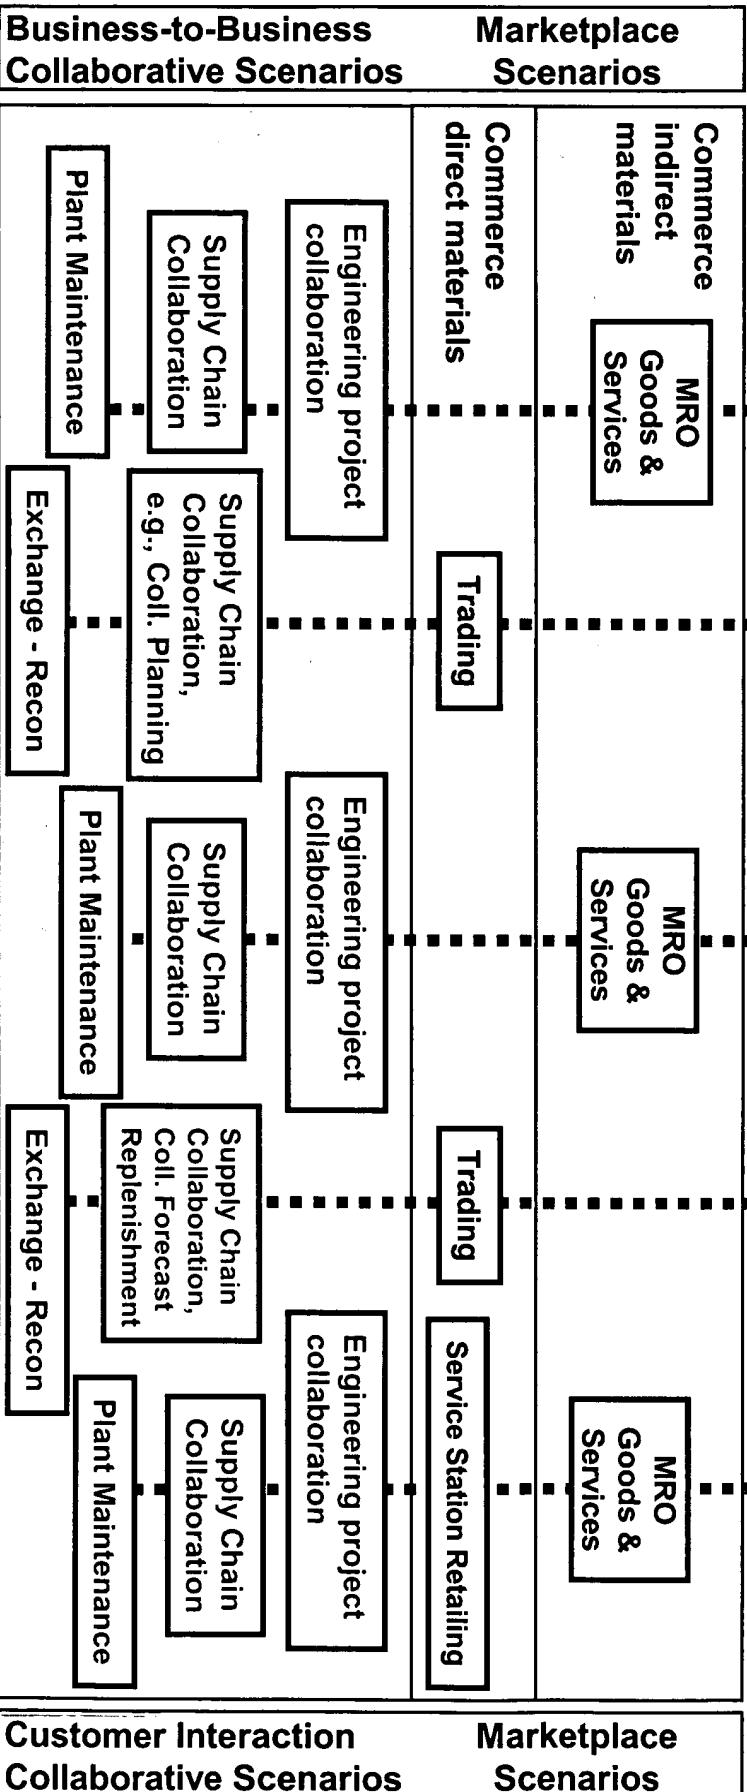 Business-to-Business
Collaborative Scenarios
Marketplace
Scenarios
Commerce
indirect
materials
MRO
Goods &
Services
MRO
Goods &
Services
MRO
Goods &
Services
Commerce
direct materials
Trading
Trading
Service Station Retailing
Engineering project
collaboration
Engineering project
collaboration
Engineering project
collaboration
Supply Chain
Collaboration
Supply Chain
Collaboration,
e.g., Coll. Planning
Supply Chain
Collaboration
Supply Chain
Collaboration,
Coll. Forecast
Replenishment
Supply Chain
Collaboration
Plant Maintenance
Exchange - Recon
Plant Maintenance
Exchange - Recon
Plant Maintenance
Customer Interaction
Collaborative Scenarios
Marketplace
Scenarios